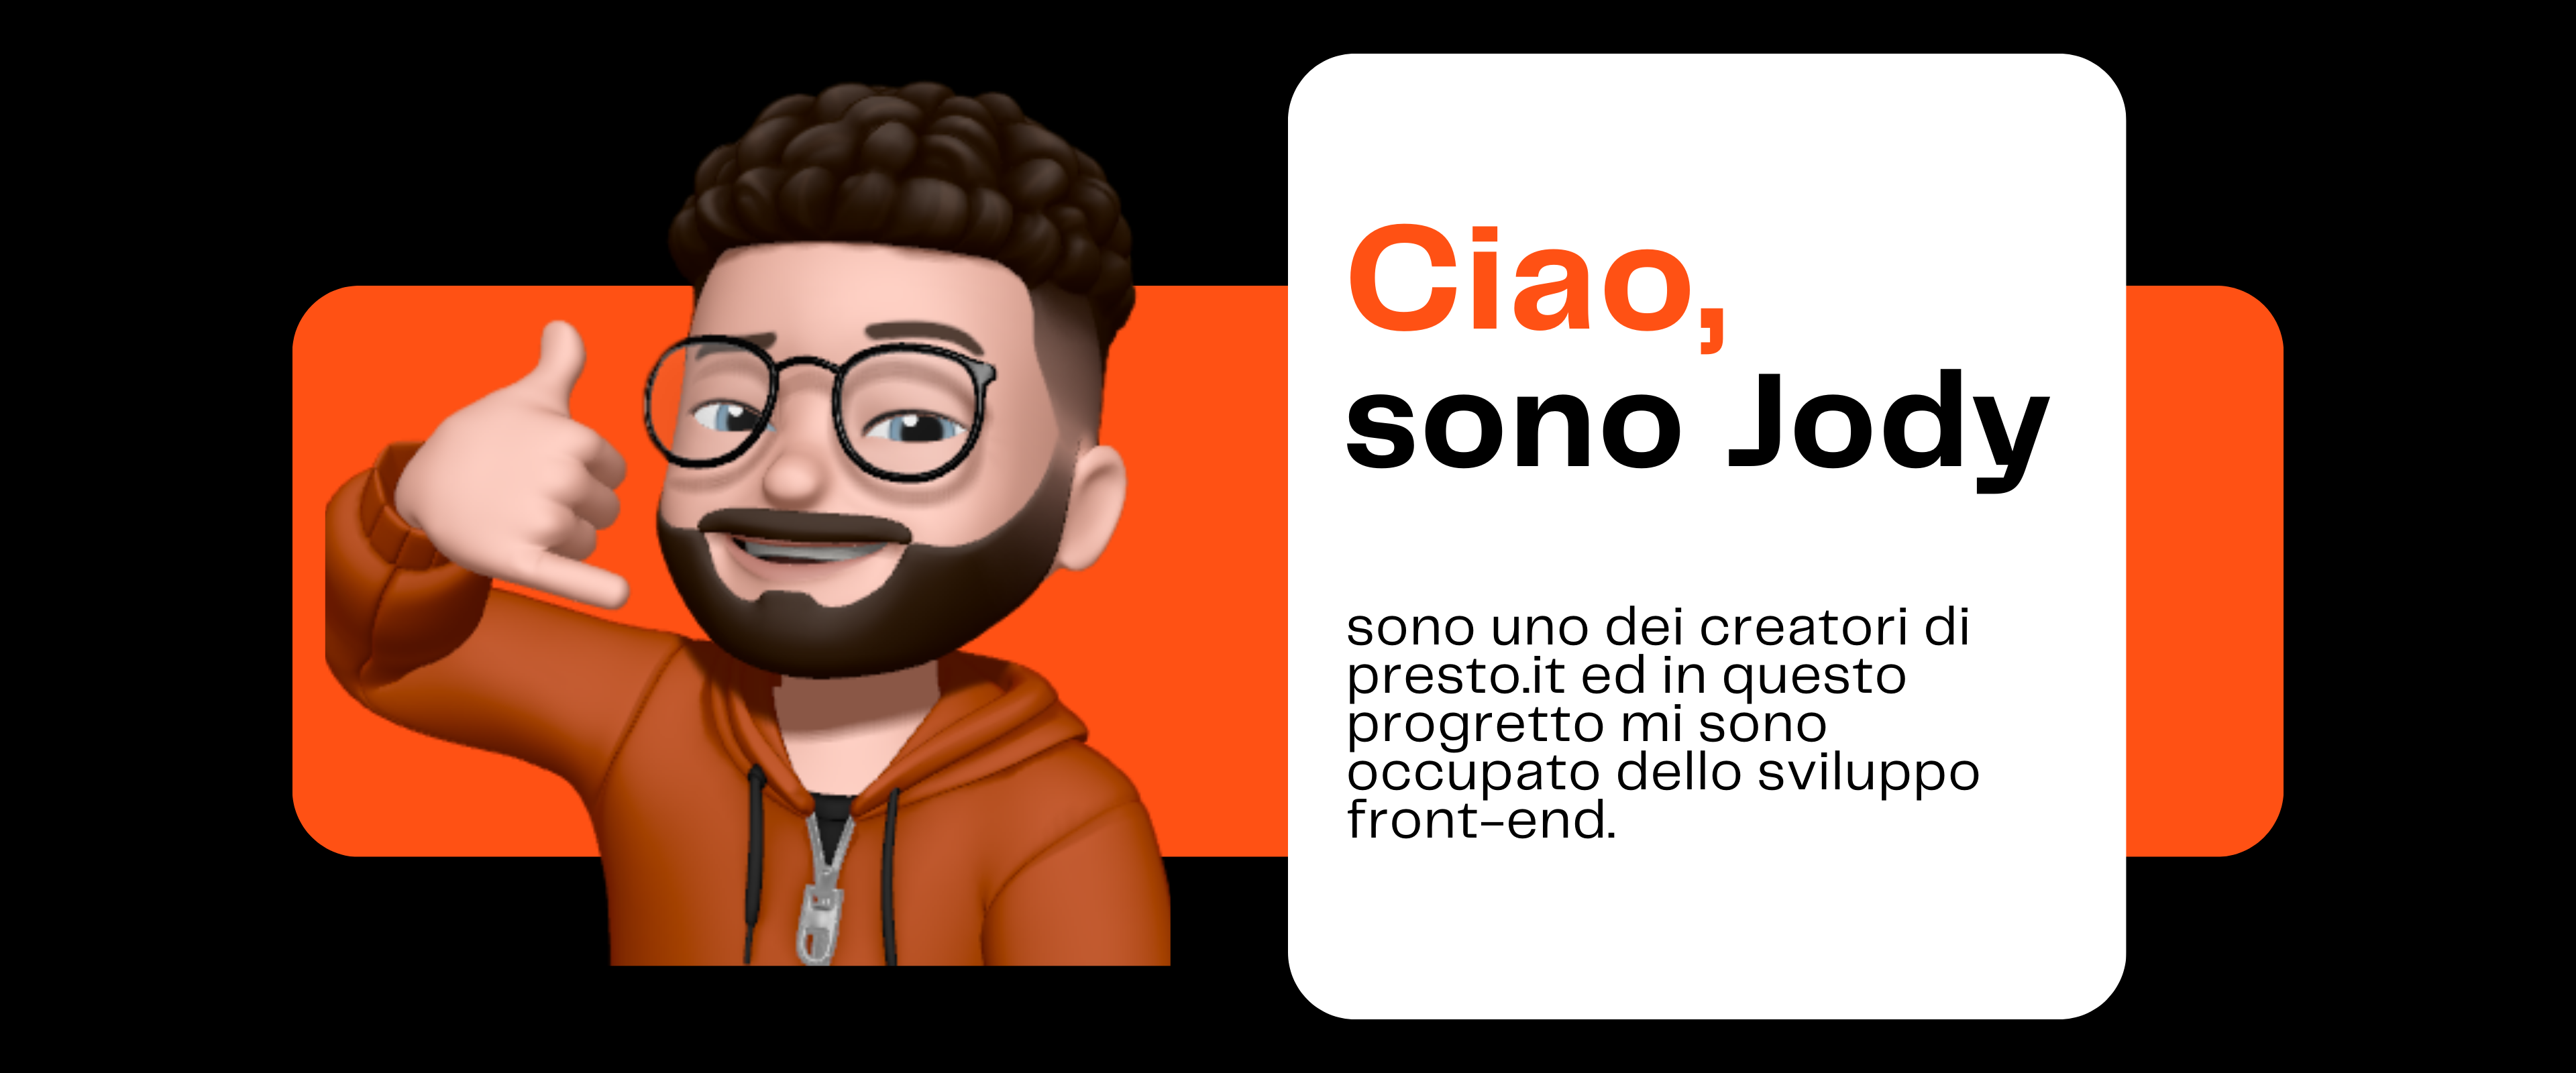 Ciao,
sono Jody
sono uno dei creatori di
presto.it ed in questo
progretto mi sono
occupato dello sviluppo
front-end.